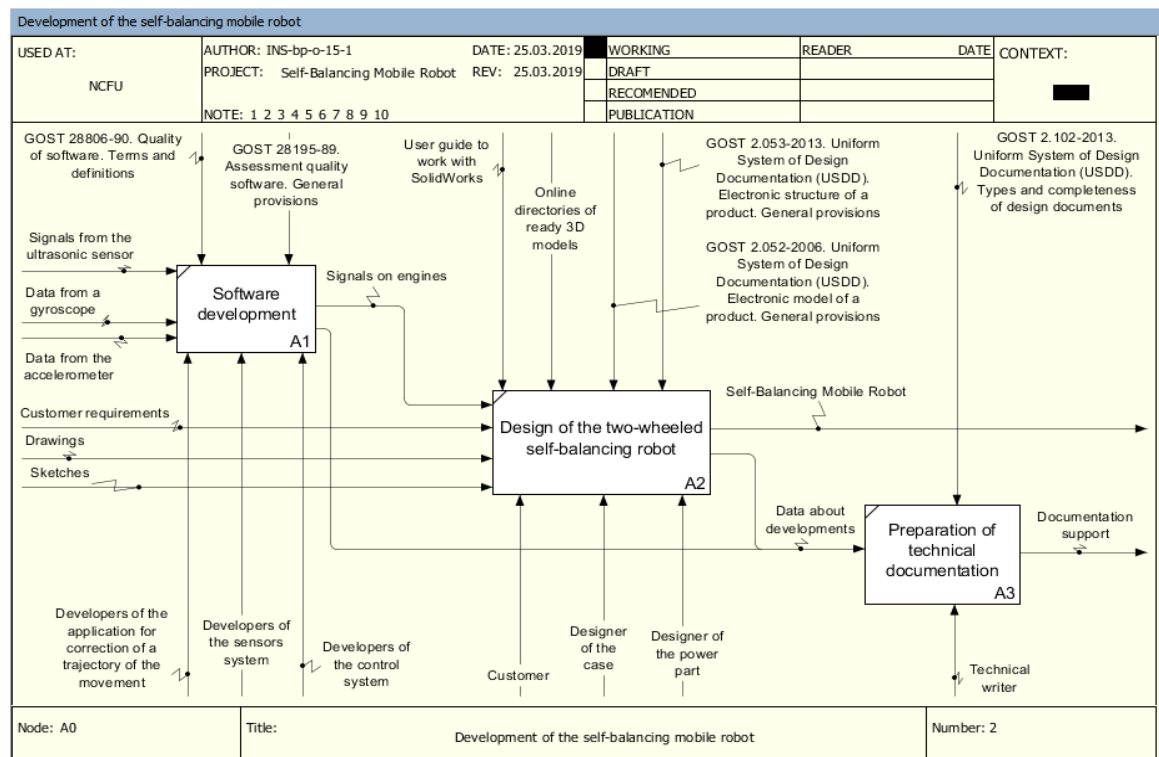 Development of the self-balancing mobile robot
USED AT:
NCFU
AUTHOR: INS-bp-o-15-1
DATE: 25.03.2019
PROJECT: Self-Balancing Mobile Robot
REV: 25.03.2019
NOTE: 1 2 3 4 5 6 7 8 9 10
WORKING
DRAFT
RECOMENDED
PUBLICATION
READER
DATE
CONTEXT:
GOST 28806-90. Quality
of software. Terms and
definitions
GOST 28195-89.
Assessment quality
software. General
provisions
User guide to
work with
SolidWorks
Online
directories of
ready 3D
models
GOST 2.053-2013. Uniform
System of Design
Documentation (USDD).
Electronic structure of a
product. General provisions
GOST 2.052-2006. Uniform
System of Design
Documentation (USDD).
Electronic model of a
product. General provisions
GOST 2.102-2013.
Uniform System of Design
Documentation (USDD).
Types and completeness
of design documents
Signals from the
ultrasonic sensor
Data from a
gyroscope
Data from the
accelerometer
Software
development
A1
Signals on engines
Customer requirements
Drawings
Sketches
Design of the two-wheeled
self-balancing robot
A2
Self-Balancing Mobile Robot
Data about
developments
Preparation of
technical
documentation
A3
Documentation
support
Developers of the
application for
correction of a
trajectory of the
movement
Developers of
the sensors
system
Developers of
the control
system
Customer
Designer
of the
case
Designer of
the power
part
Technical
writer
Node: A0
Title:
Development of the self-balancing mobile robot
Number: 2